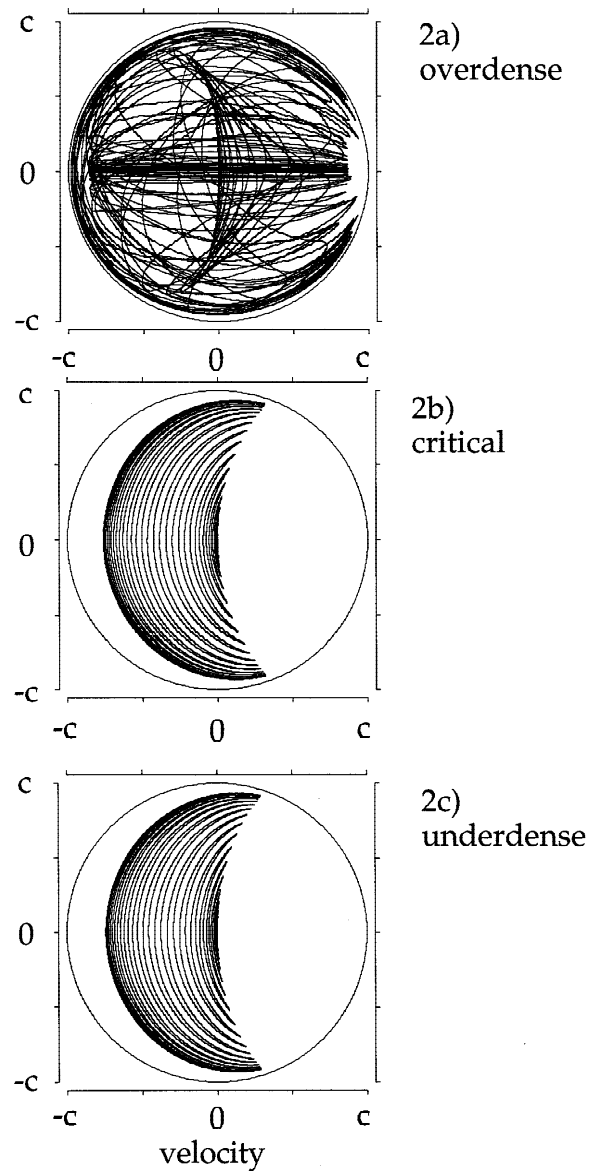 c
2a)
overdense
0
-c
-c 0 c
c
2b)
critical
0
-c
-c 0 c
c
2c)
underdense
0
-c
-c 0 c
velocity